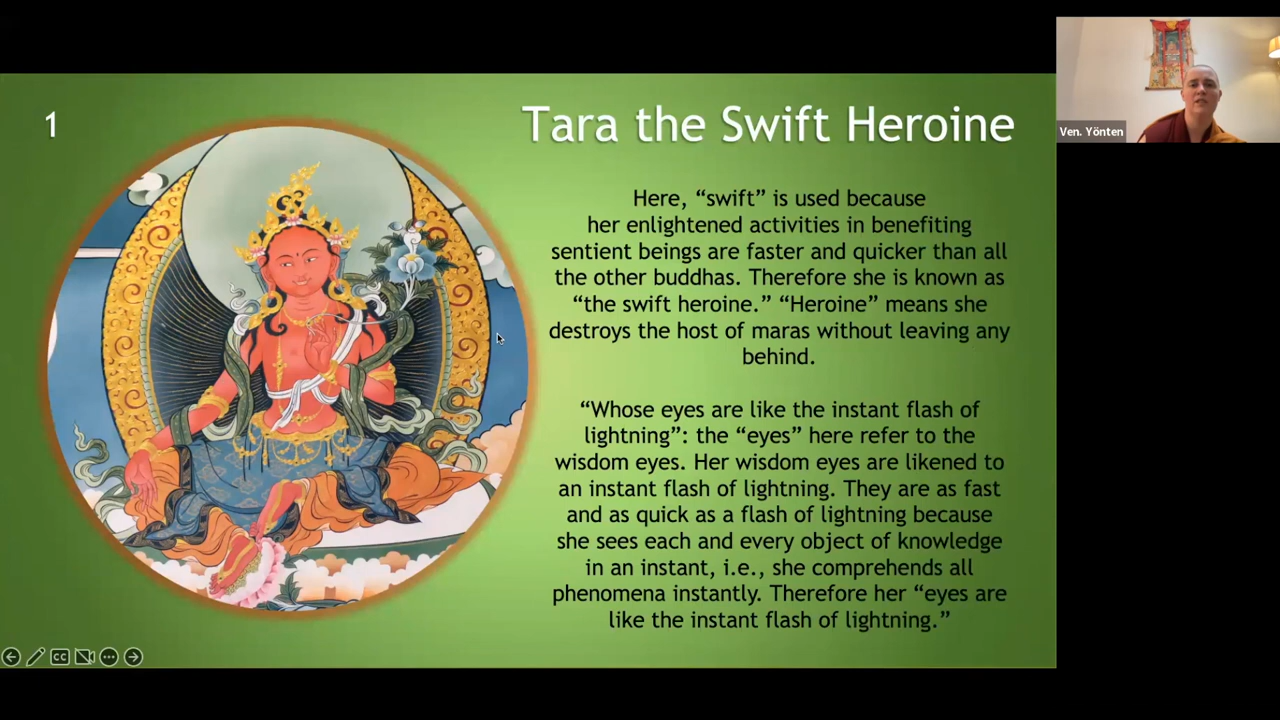 1
Tara the Swift Heroine
Here, “swift” is used because
her enlightened activities in benefiting
sentient beings are faster and quicker than all
the other buddhas. Therefore she is known as
“the swift heroine.” “Heroine” means she
destroys the host of maras without leaving any
behind.
“Whose eyes are like the instant flash of
lightning”: the “eyes” here refer to the
wisdom eyes. Her wisdom eyes are likened to
an instant flash of lightning. They are as fast
and as quick as a flash of lightning because
she sees each and every object of knowledge
in an instant, i.e., she comprehends all
phenomena instantly. Therefore her “eyes are
like the instant flash of lightning.”
Ven. Yönten
CC